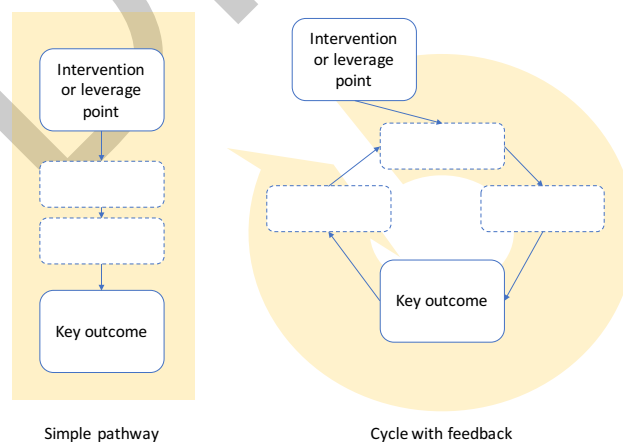 Intervention
or leverage
point
Key outcome
Simple pathway
Intervention
or leverage
point
Key outcome
Cycle with feedback